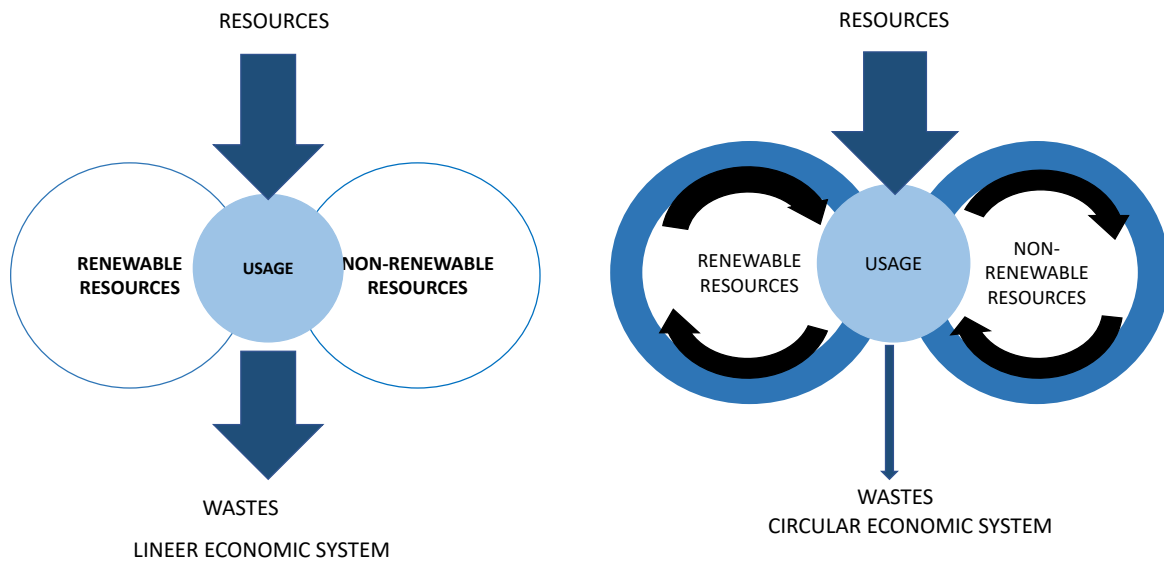 RESOURCES
RENEWABLE
RESOURCES
USAGE
NON-RENEWABLE
RESOURCES
WASTES
LINEER ECONOMIC SYSTEM
RESOURCES
RENEWABLE
RESOURCES
USAGE
NON-
RENEWABLE
RESOURCES
WASTES
CIRCULAR ECONOMIC SYSTEM